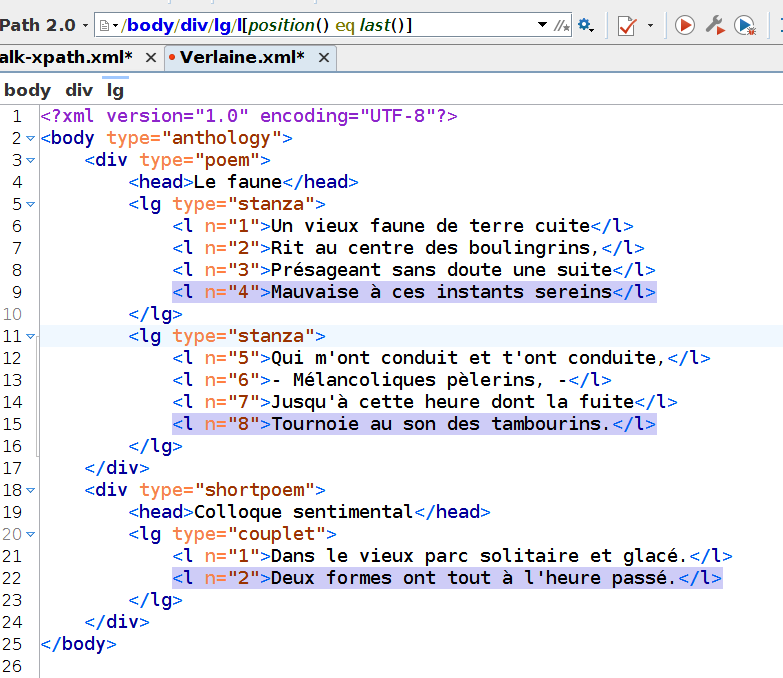 Path 2.0 /body/div/lg/l[position() eq last()]
alk-xpath.xml* × Verlaine.xml* ×
body div lg
1 <?xml version="1.0" encoding="UTF-8"?>
2 <body type="anthology">
3 <div type="poem">
4 <head>Le faune</head>
5 <lg type="stanza">
6 <l n="1">Un vieux faune de terre cuite</l>
7 <l n="2">Rit au centre des boulingrins,</l>
8 <l n="3">Présageant sans doute une suite</l>
9 <l n="4">Mauvaise à ces instants sereins</l>
10 </lg>
11 <lg type="stanza">
12 <l n="5">Qui m'ont conduit et t'ont conduite,</l>
13 <l n="6">- Mélancoliques pèlerins, -</l>
14 <l n="7">Jusqu'à cette heure dont la fuite</l>
15 <l n="8">Tournoie au son des tambourins.</l>
16 </lg>
17 </div>
18 <div type="shortpoem">
19 <head>Colloque sentimental</head>
20 <lg type="couplet">
21 <l n="1">Dans le vieux parc solitaire et glacé.</l>
22 <l n="2">Deux formes ont tout à l'heure passé.</l>
23 </lg>
24 </div>
25 </body>
26